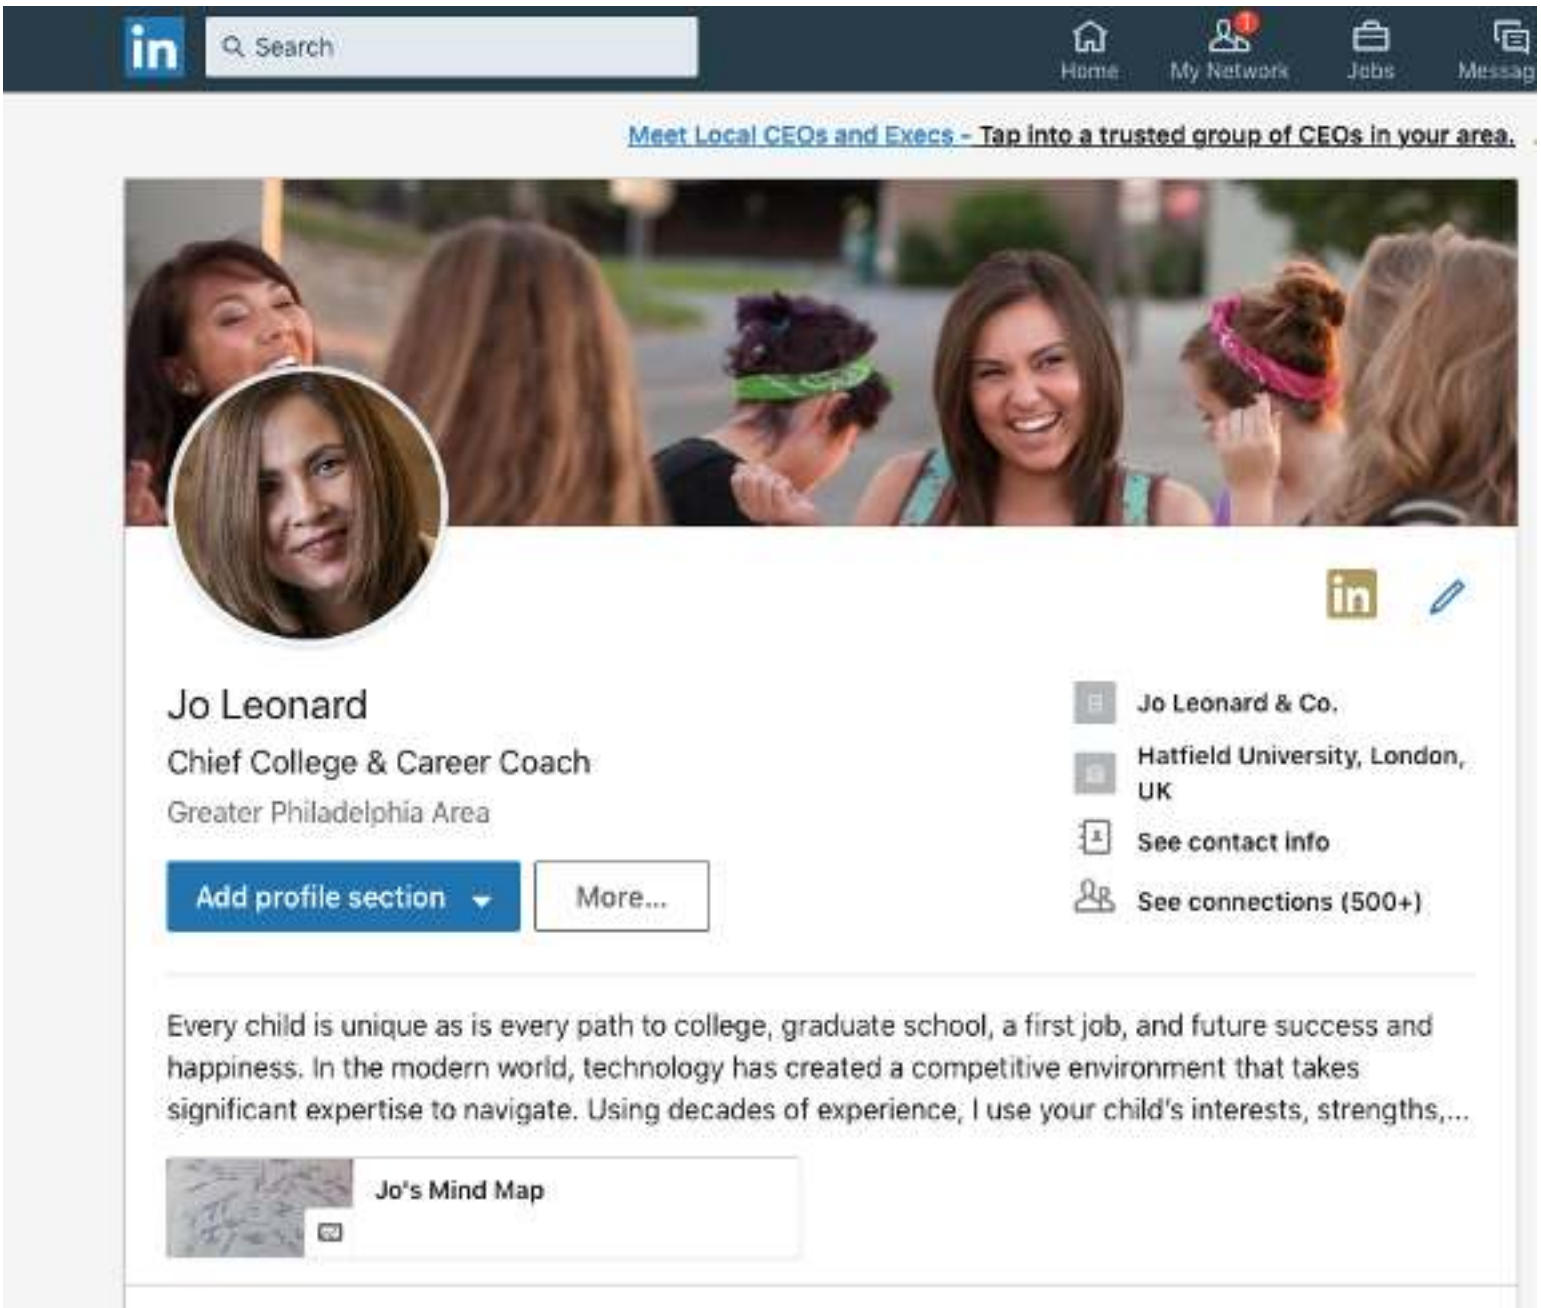 in
Search
Home
My Network
1
Jobs
Messag
Meet Local CEOs and Execs - Tap into a trusted group of CEOs in your area.
in
Jo Leonard
Chief College & Career Coach
Greater Philadelphia Area
Add profile section
More...
Jo Leonard & Co.
Hatfield University, London,
UK
See contact info
See connections (500+)
Every child is unique as is every path to college, graduate school, a first job, and future success and
happiness. In the modern world, technology has created a competitive environment that takes
significant expertise to navigate. Using decades of experience, I use your child's interests, strengths,...
Jo's Mind Map